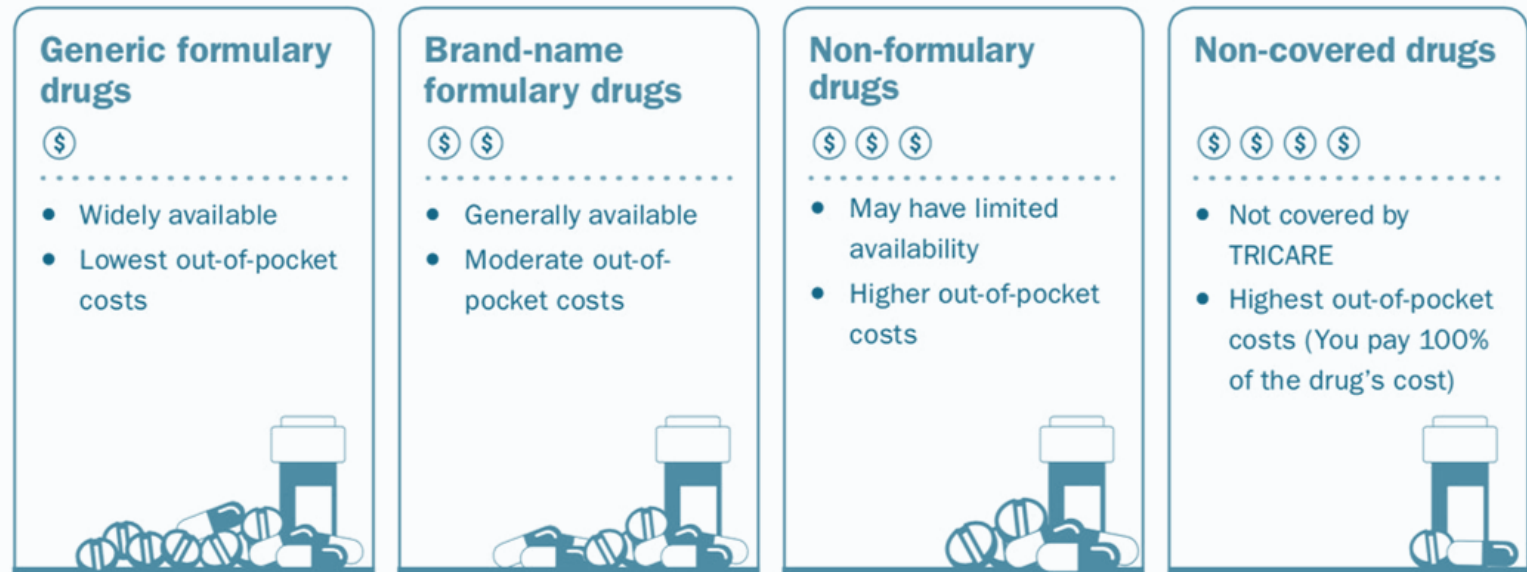 Generic formulary
drugs
$
• Widely available
• Lowest out-of-pocket
costs
Brand-name
formulary drugs
$ $
• Generally available
• Moderate out-of-
pocket costs
Non-formulary
drugs
$ $ $
• May have limited
availability
• Higher out-of-pocket
costs
Non-covered drugs
$ $ $ $
• Not covered by
TRICARE
• Highest out-of-pocket
costs (You pay 100%
of the drug’s cost)